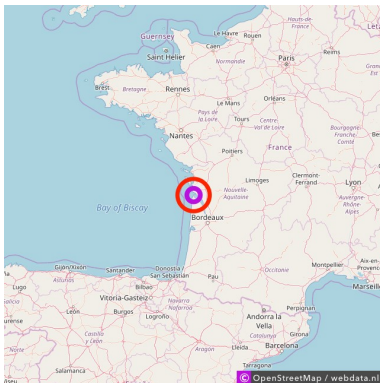 Hauts-de-
France
Guernsey
Le Havre
Rouen
Saint Helier
Caen
Reims
Normandie
Paris
Brest
Bretagne
Rennes
Le Mans
Orléans
Pays de
la Loire
Tours
Centre-
Val de Loire
Nantes
Bourgogne-
Franche-
Comté
France
Poitiers
Limoges
Clermont-
Ferrand
Lyon
Nouvelle-
Aquitaine
Auvergne-
Rhône-
Alpes
Bay of Biscay
Bordeaux
Gijón/Xixón
Santander
Donostia /
San Sebastián
Montpellier
Aix-en-
Provence
Occitanie
Marseille
Lugo
Asturias
Bilbao
Pau
Vitoria-Gasteiz
Navarra -
Nafarroa
León
Burgos
Logroño
Andorra la
Vella
Perpignan
Girona
Castilla
y León
Aragón
Catalunya
Lleida
Barcelona
Tarragona
Salamanca
© OpenStreetMap / webdata.nl